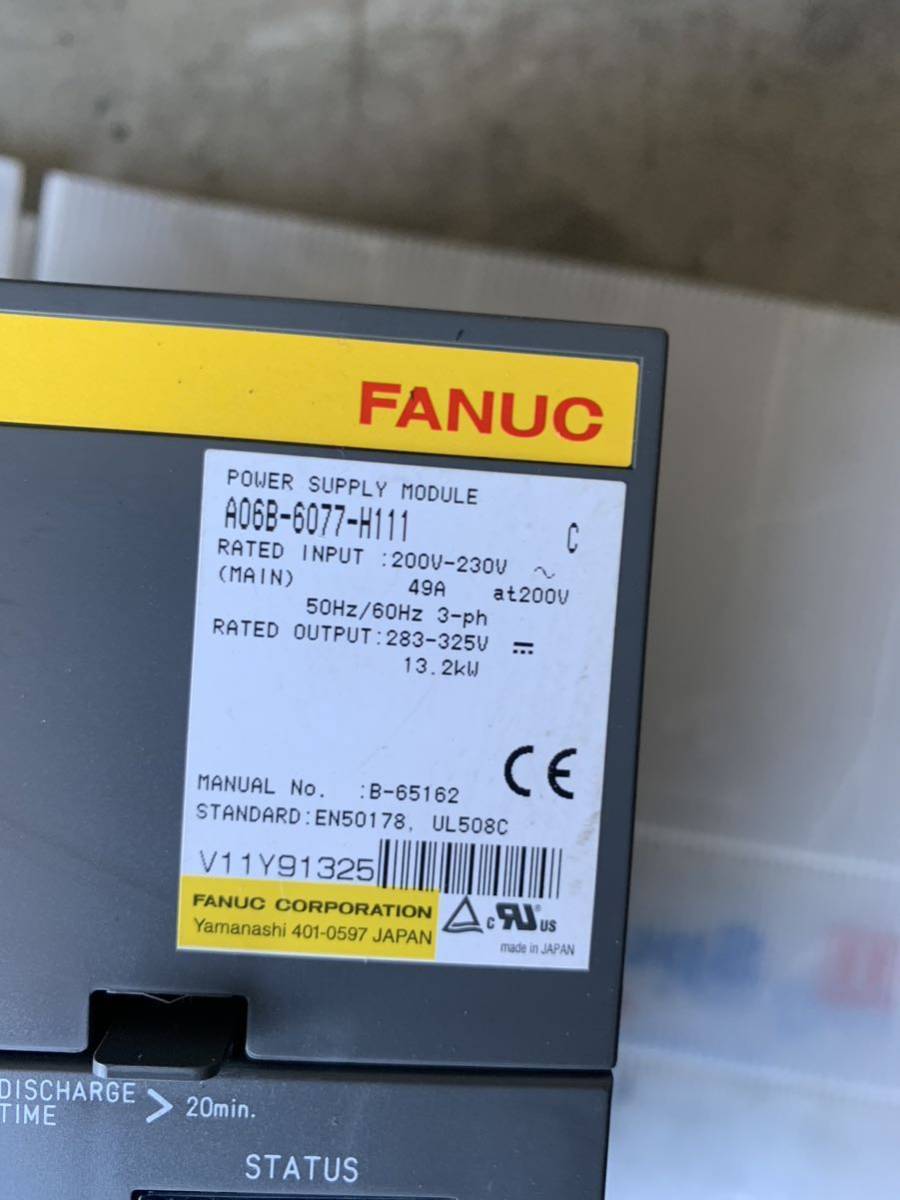 FANUC
POWER SUPPLY MODULE
A06B-6077-H111 C
RATED INPUT :200V-230V ~
(MAIN) 49A at200V
50Hz/60Hz 3-ph
RATED OUTPUT:283-325V ⎓
13.2kW
CE
MANUAL No. :B-65162
STANDARD:EN50178, UL508C
V11Y91325
FANUC CORPORATION
Yamanashi 401-0597 JAPAN
c RU® US
made in JAPAN
DISCHARGE
TIME > 20min.
STATUS